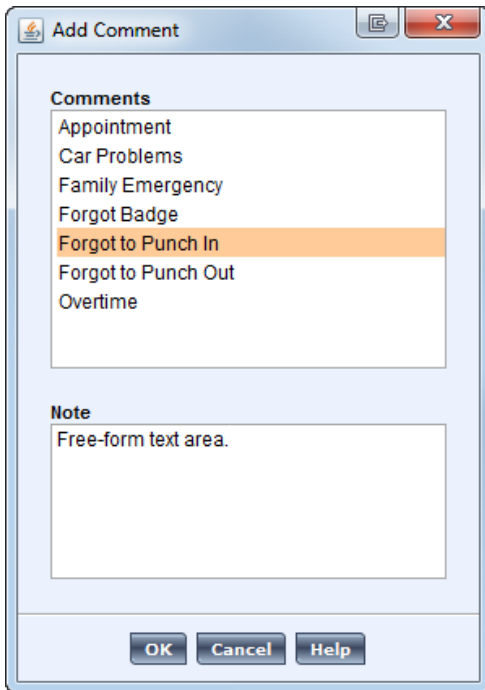 Add Comment
Comments
Appointment
Car Problems
Family Emergency
Forgot Badge
Forgot to Punch In
Forgot to Punch Out
Overtime
Note
Free-form text area.
OK Cancel Help